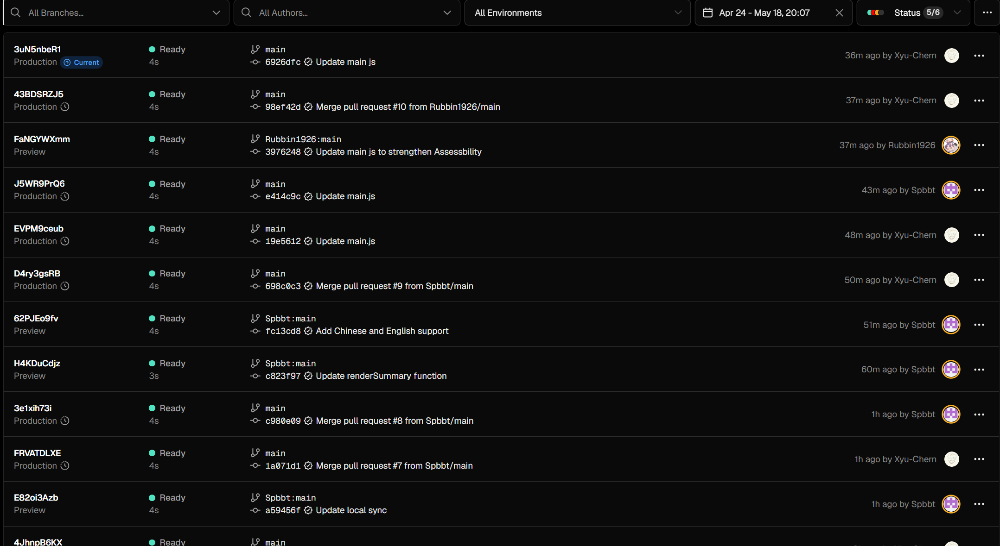 All Branches...
All Authors...
All Environments
Apr 24 - May 18, 20:07
Status 5/6
3uN5nbeR1
Production Current
Ready
4s
main
6926dfc Update main js
36m ago by Xyu-Chern
43BDSRZJ5
Production
Ready
4s
main
98ef42d Merge pull request #10 from Rubbin1926/main
37m ago by Xyu-Chern
FaNGYWXmm
Preview
Ready
4s
Rubbin1926:main
3976248 Update main js to strengthen Assessbility
37m ago by Rubbin1926
J5WR9PrQ6
Production
Ready
4s
main
e414c9c Update main.js
43m ago by Spbbt
EVPM9ceub
Production
Ready
4s
main
19e5612 Update main.js
48m ago by Xyu-Chern
D4ry3gsRB
Production
Ready
4s
main
698c0c3 Merge pull request #9 from Spbbt/main
50m ago by Xyu-Chern
62PJEo9fv
Preview
Ready
4s
Spbbt:main
fc13cd8 Add Chinese and English support
51m ago by Spbbt
H4KDuCdjz
Preview
Ready
3s
Spbbt:main
c823f97 Update renderSummary function
60m ago by Spbbt
3e1xih73i
Production
Ready
4s
main
c980e09 Merge pull request #8 from Spbbt/main
1h ago by Spbbt
FRVATDLXE
Production
Ready
4s
main
1a071d1 Merge pull request #7 from Spbbt/main
1h ago by Xyu-Chern
E82oi3Azb
Preview
Ready
4s
Spbbt:main
a59456f Update local sync
1h ago by Spbbt
4JhnpB6KX
Ready
main